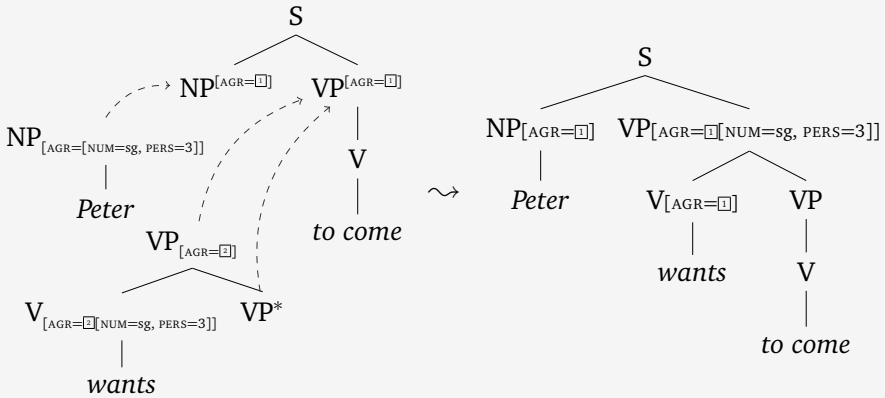 S
NP[AGR=1] VP[AGR=1]
NP[AGR=[NUM=sg, PERS=3]]
Peter
V
to come
VP[AGR=2]
V[AGR=2[NUM=sg, PERS=3]] VP*
wants
⤳
S
NP[AGR=1] VP[AGR=1[NUM=sg, PERS=3]]
Peter
V[AGR=1] VP
wants
V
to come